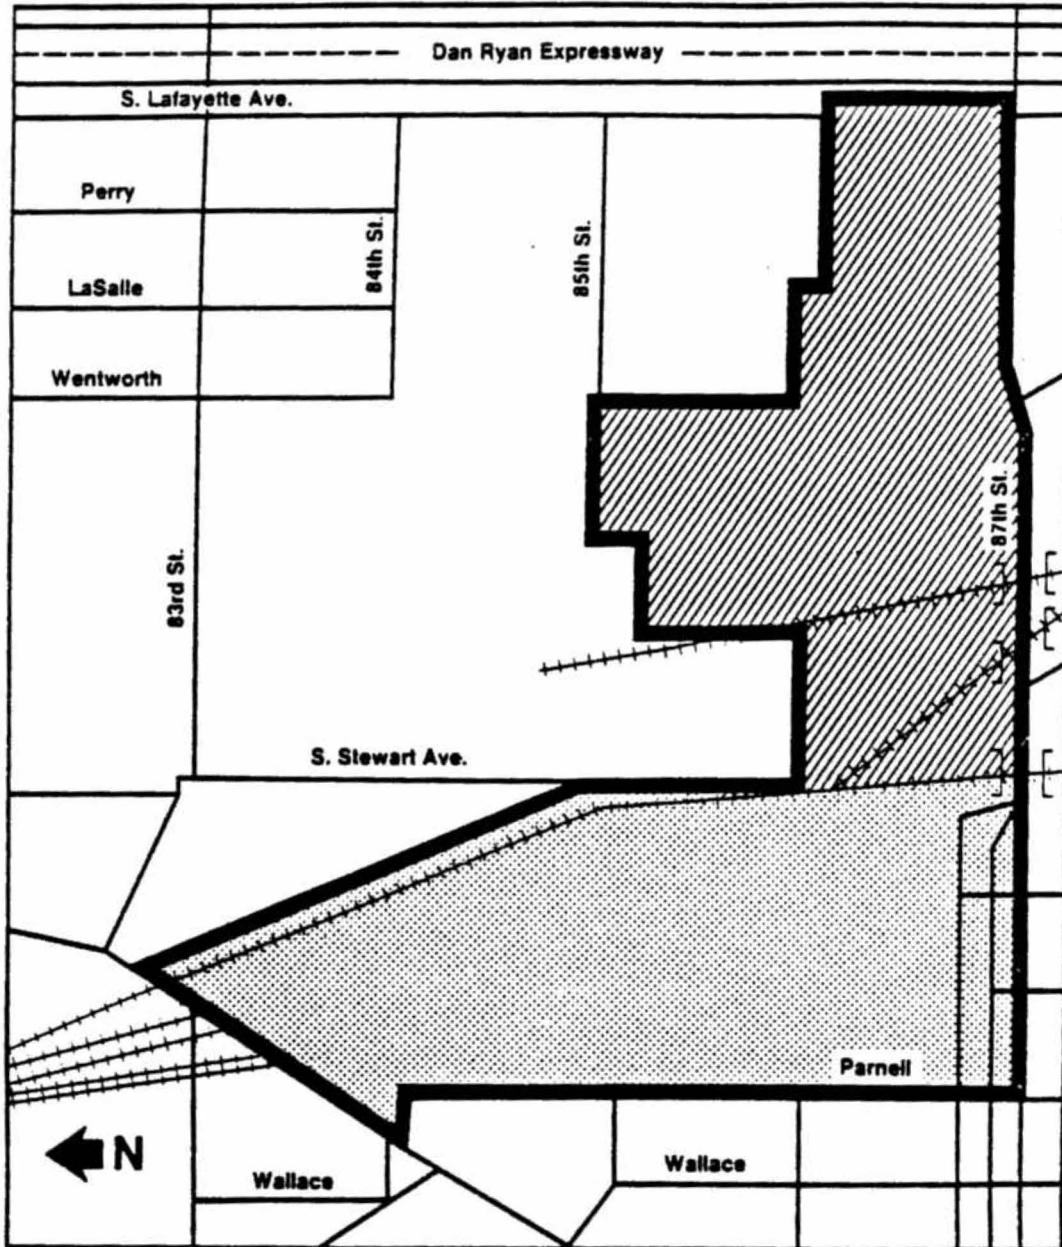 Dan Ryan Expressway
S. Lafayette Ave.
Perry
84th St.
85th St.
LaSalle
Wentworth
87th St.
83rd St.
S. Stewart Ave.
Parnell
N
Wallace
Wallace